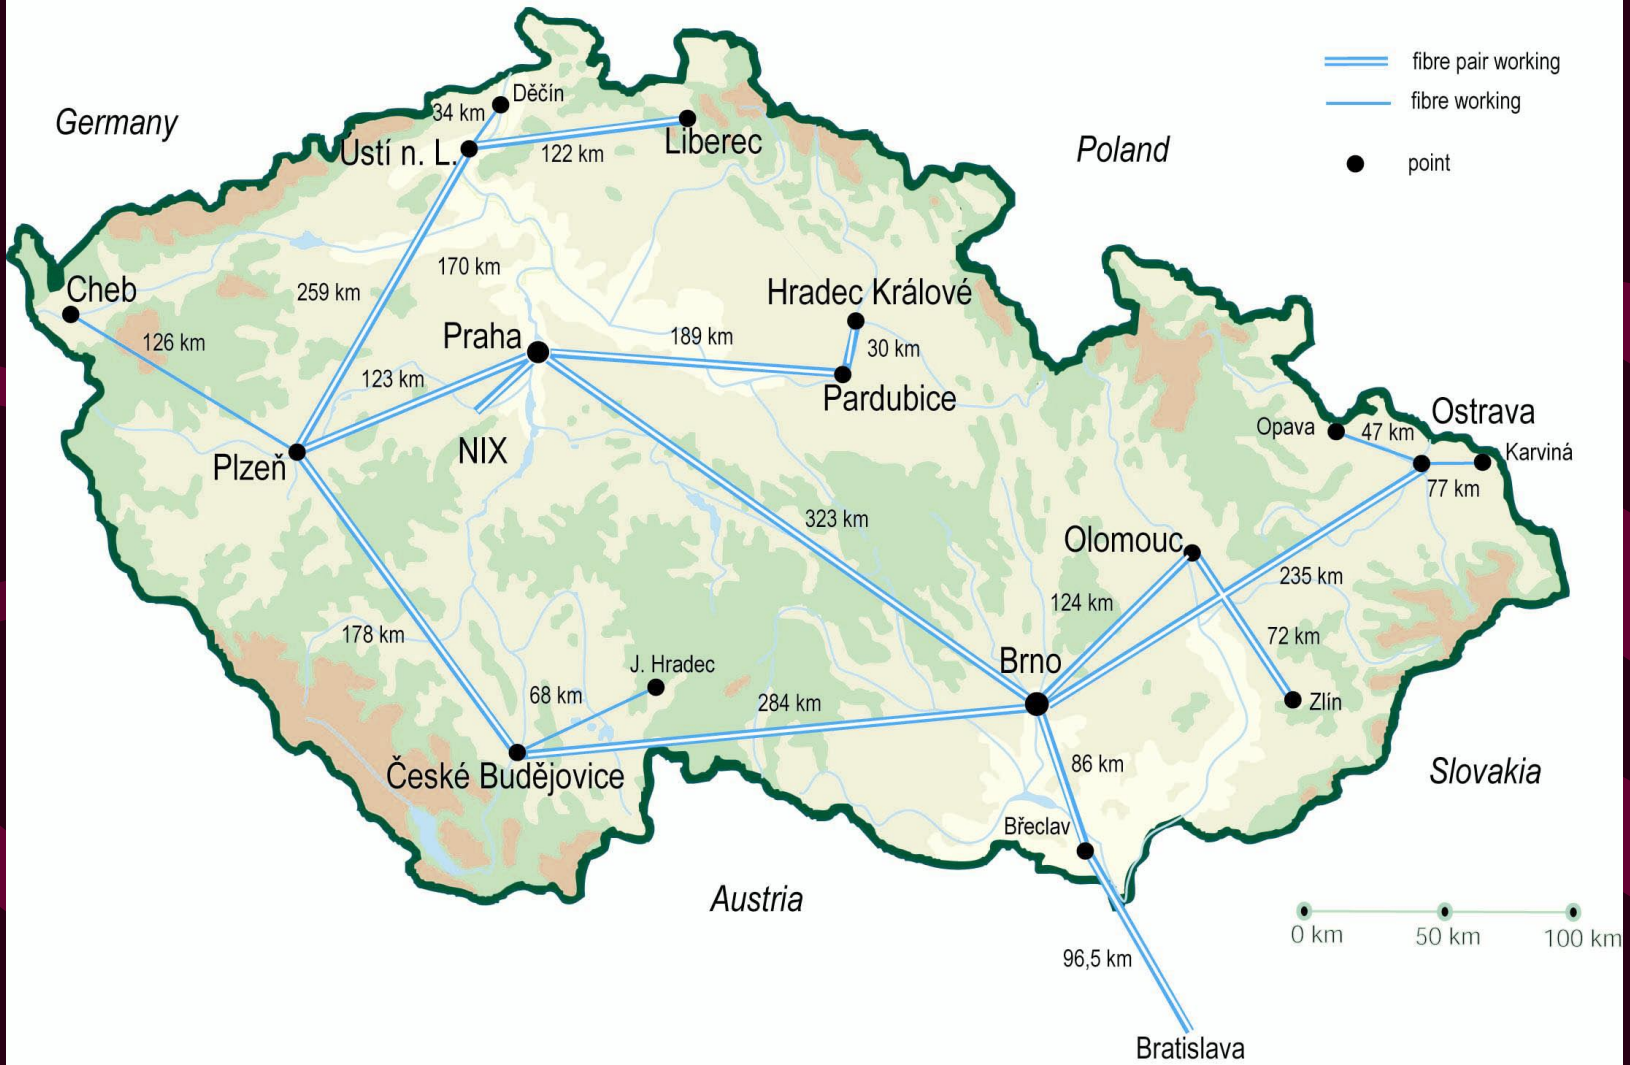 fibre pair working
fibre working
point
Germany
Poland
Děčín
34 km
Ústí n. L.
122 km
Liberec
170 km
259 km
Cheb
126 km
Hradec Králové
Praha
189 km
30 km
123 km
Pardubice
NIX
Plzeň
Opava
47 km
Ostrava
Karviná
77 km
323 km
Olomouc
235 km
124 km
178 km
72 km
J. Hradec
68 km
284 km
Brno
Zlín
České Budějovice
86 km
Slovakia
Břeclav
Austria
96,5 km
0 km
50 km
100 km
Bratislava